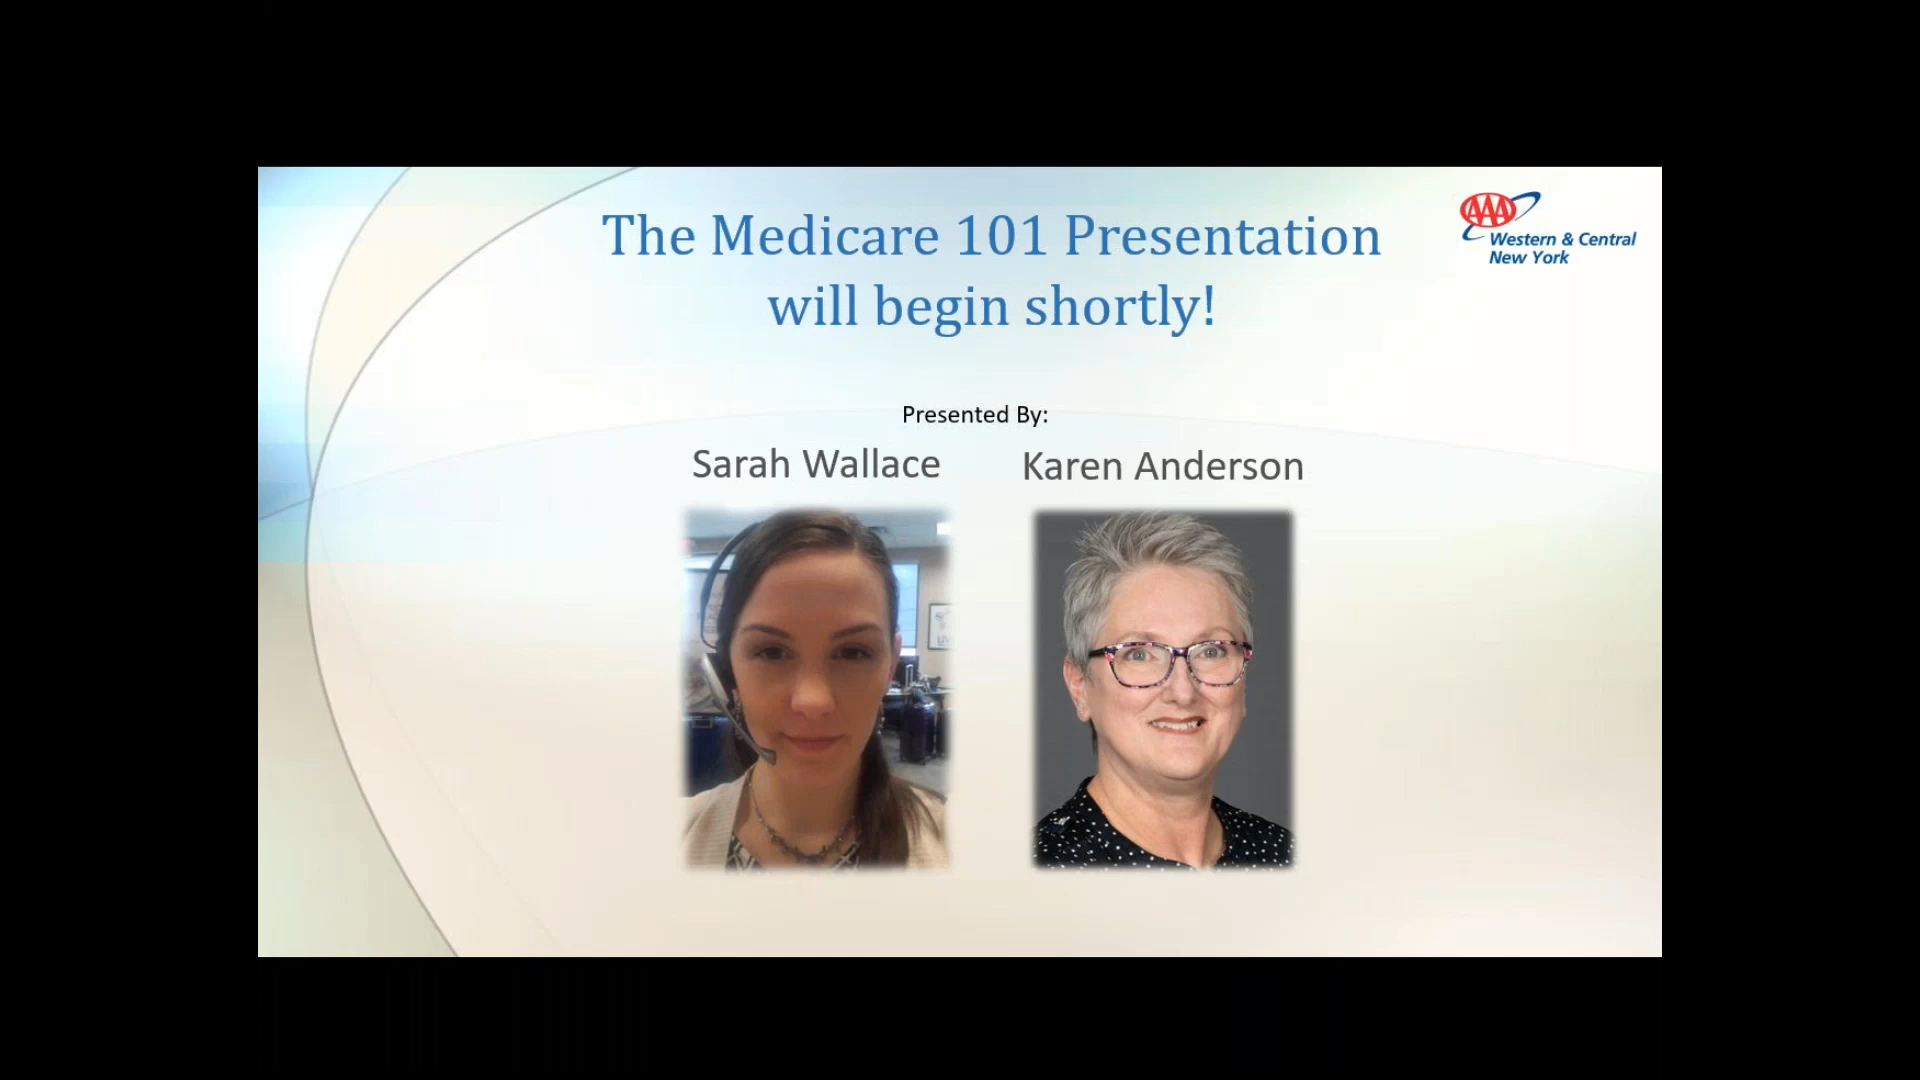 The Medicare 101 Presentation
will begin shortly!
AAA
Western & Central
New York
Presented By:
Sarah Wallace
Karen Anderson